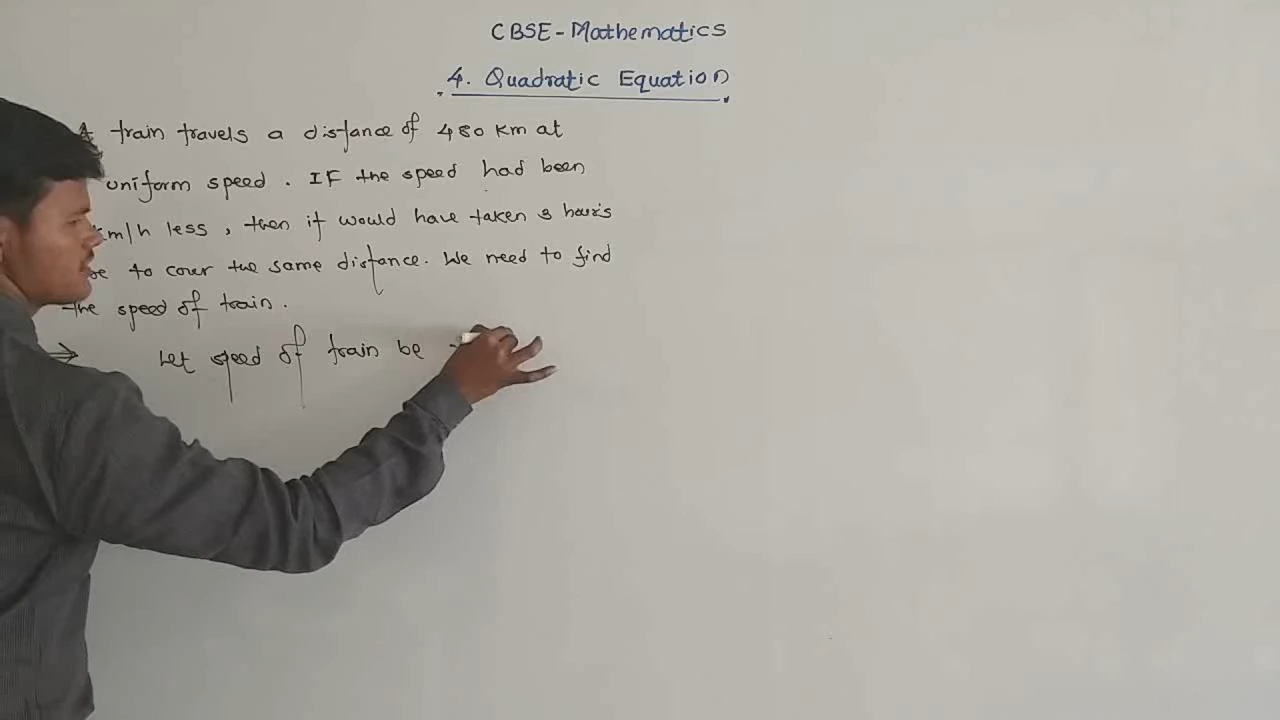 CBSE - Mathematics
4. Quadratic Equation
A train travels a distance of 480 km at
uniform speed. IF the speed had been
km/h less, then it would have taken 3 hours
to cover the same distance. We need to find
the speed of train.
⇒ Let speed of train be